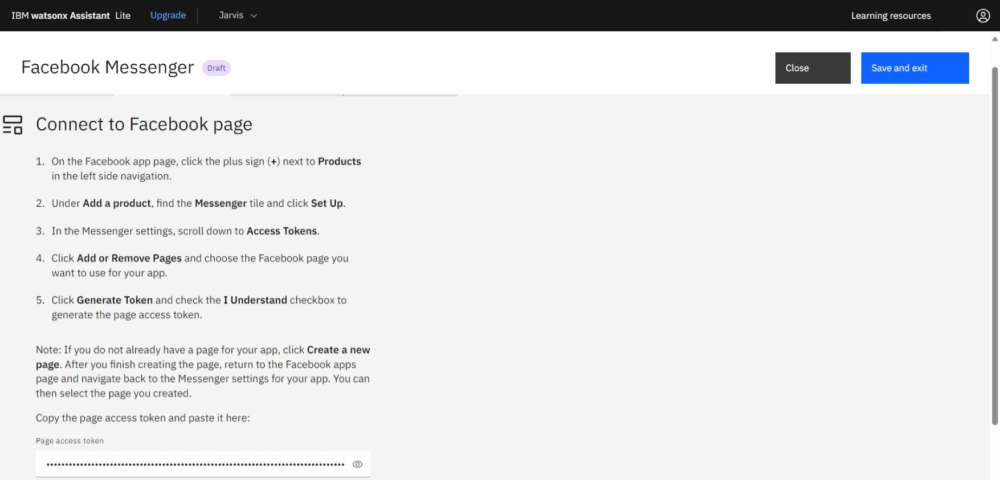 IBM watsonx Assistant Lite Upgrade Jarvis Learning resources
Facebook Messenger Draft Close Save and exit
Connect to Facebook page
1. On the Facebook app page, click the plus sign (+) next to Products
in the left side navigation.
2. Under Add a product, find the Messenger tile and click Set Up.
3. In the Messenger settings, scroll down to Access Tokens.
4. Click Add or Remove Pages and choose the Facebook page you
want to use for your app.
5. Click Generate Token and check the I Understand checkbox to
generate the page access token.
Note: If you do not already have a page for your app, click Create a new
page. After you finish creating the page, return to the Facebook apps
page and navigate back to the Messenger settings for your app. You can
then select the page you created.
Copy the page access token and paste it here:
Page access token